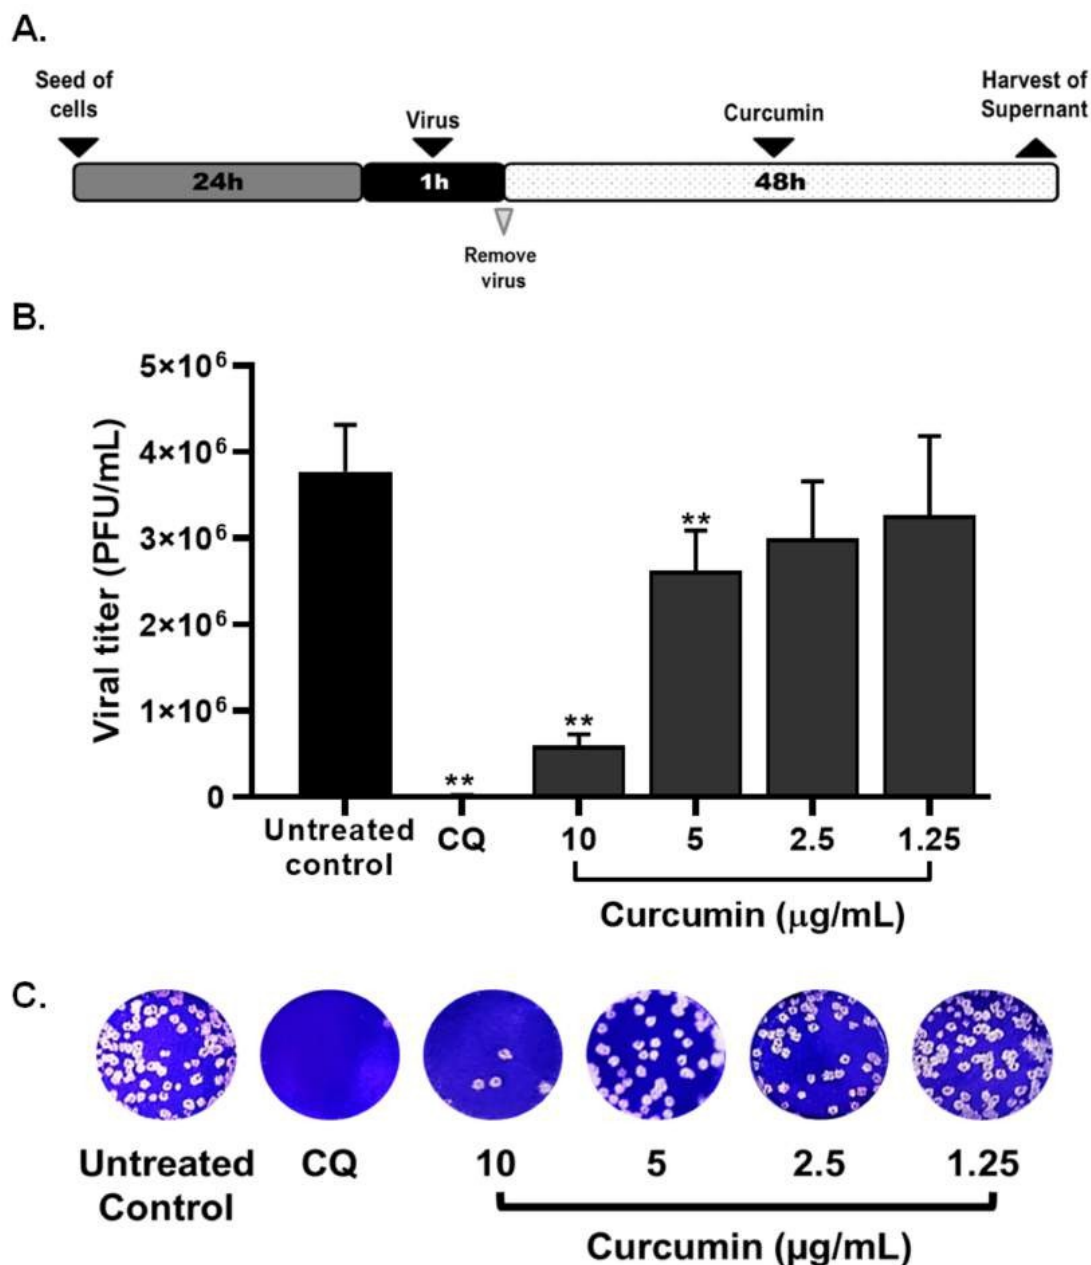 A.
Seed of
cells
Virus
Curcumin
Harvest of
Supernant
24h
1h
48h
Remove
virus
B.
Viral titer (PFU/mL)
5×10⁶
4×10⁶
3×10⁶
2×10⁶
1×10⁶
0
**
**
**
Untreated
control
CQ
10
5
2.5
1.25
Curcumin (μg/mL)
C.
Untreated
Control
CQ
10
5
2.5
1.25
Curcumin (μg/mL)